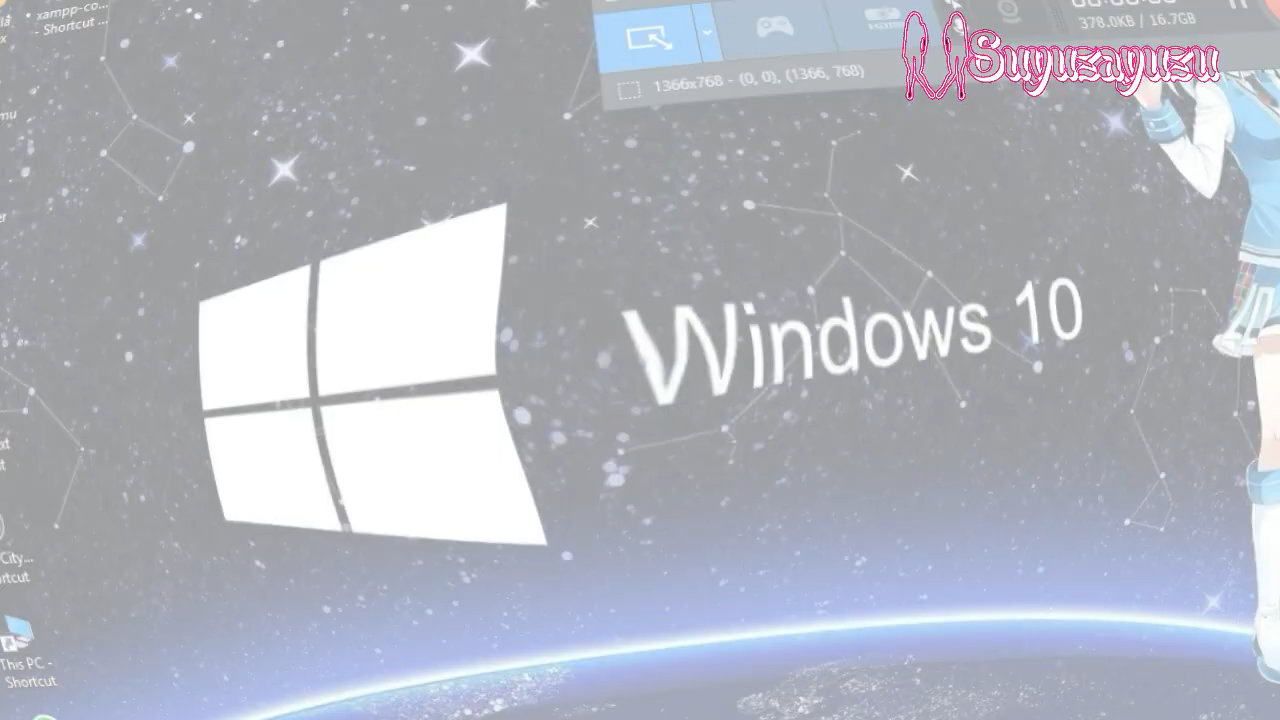 xampp-co...
- Shortcut ...
378.0KB / 16.7GB
Suyuzayuzu
1366x768 - (0, 0), (1366, 768)
Windows 10
City...
This PC -
Shortcut